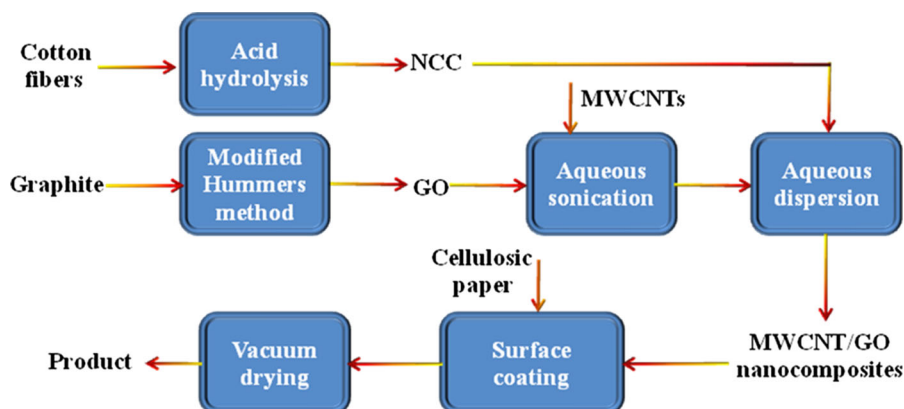 Cotton
fibers
Acid
hydrolysis
NCC
MWCNTs
Graphite
Modified
Hummers
method
GO
Aqueous
sonication
Aqueous
dispersion
Cellulosic
paper
Product
Vacuum
drying
Surface
coating
MWCNT/GO
nanocomposites